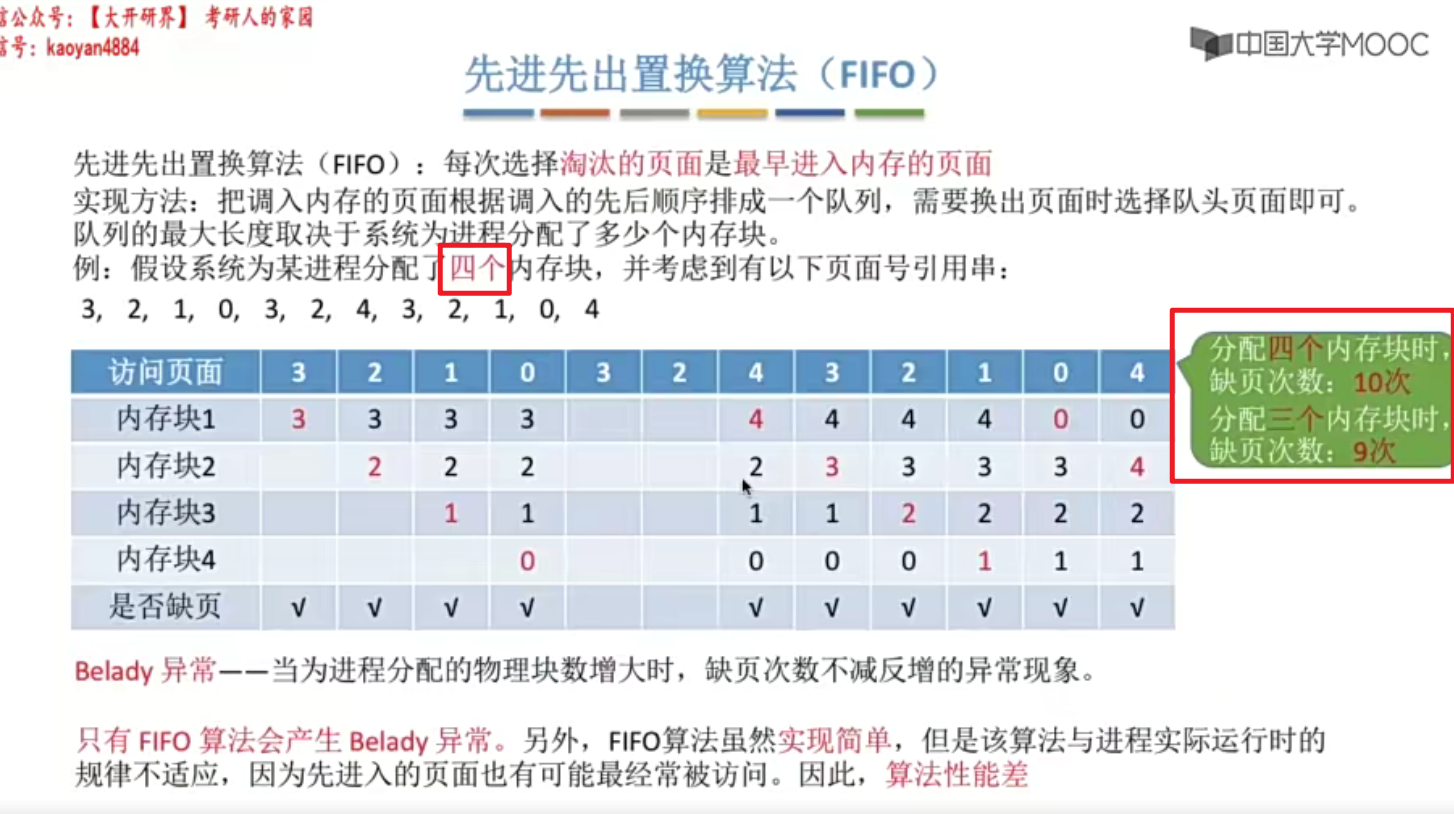 信公众号：【大开研界】 考研人的家园
信号：kaoyan4884
中国大学MOOC
先进先出置换算法（FIFO）
先进先出置换算法（FIFO）：每次选择淘汰的页面是最早进入内存的页面
实现方法：把调入内存的页面根据调入的先后顺序排成一个队列，需要换出页面时选择队头页面即可。
队列的最大长度取决于系统为进程分配了多少个内存块。
例：假设系统为某进程分配了四个内存块，并考虑到有以下页面号引用串：
3, 2, 1, 0, 3, 2, 4, 3, 2, 1, 0, 4
访问页面 3 2 1 0 3 2 4 3 2 1 0 4
内存块1 3 3 3 3 4 4 4 4 0 0
内存块2 2 2 2 2 3 3 3 3 4
内存块3 1 1 1 1 2 2 2 2
内存块4 0 0 0 0 1 1 1
是否缺页 √ √ √ √ √ √ √ √ √ √
分配四个内存块时，
缺页次数：10次
分配三个内存块时，
缺页次数：9次
Belady 异常——当为进程分配的物理块数增大时，缺页次数不减反增的异常现象。
只有 FIFO 算法会产生 Belady 异常。另外，FIFO算法虽然实现简单，但是该算法与进程实际运行时的
规律不适应，因为先进入的页面也有可能最经常被访问。因此，算法性能差